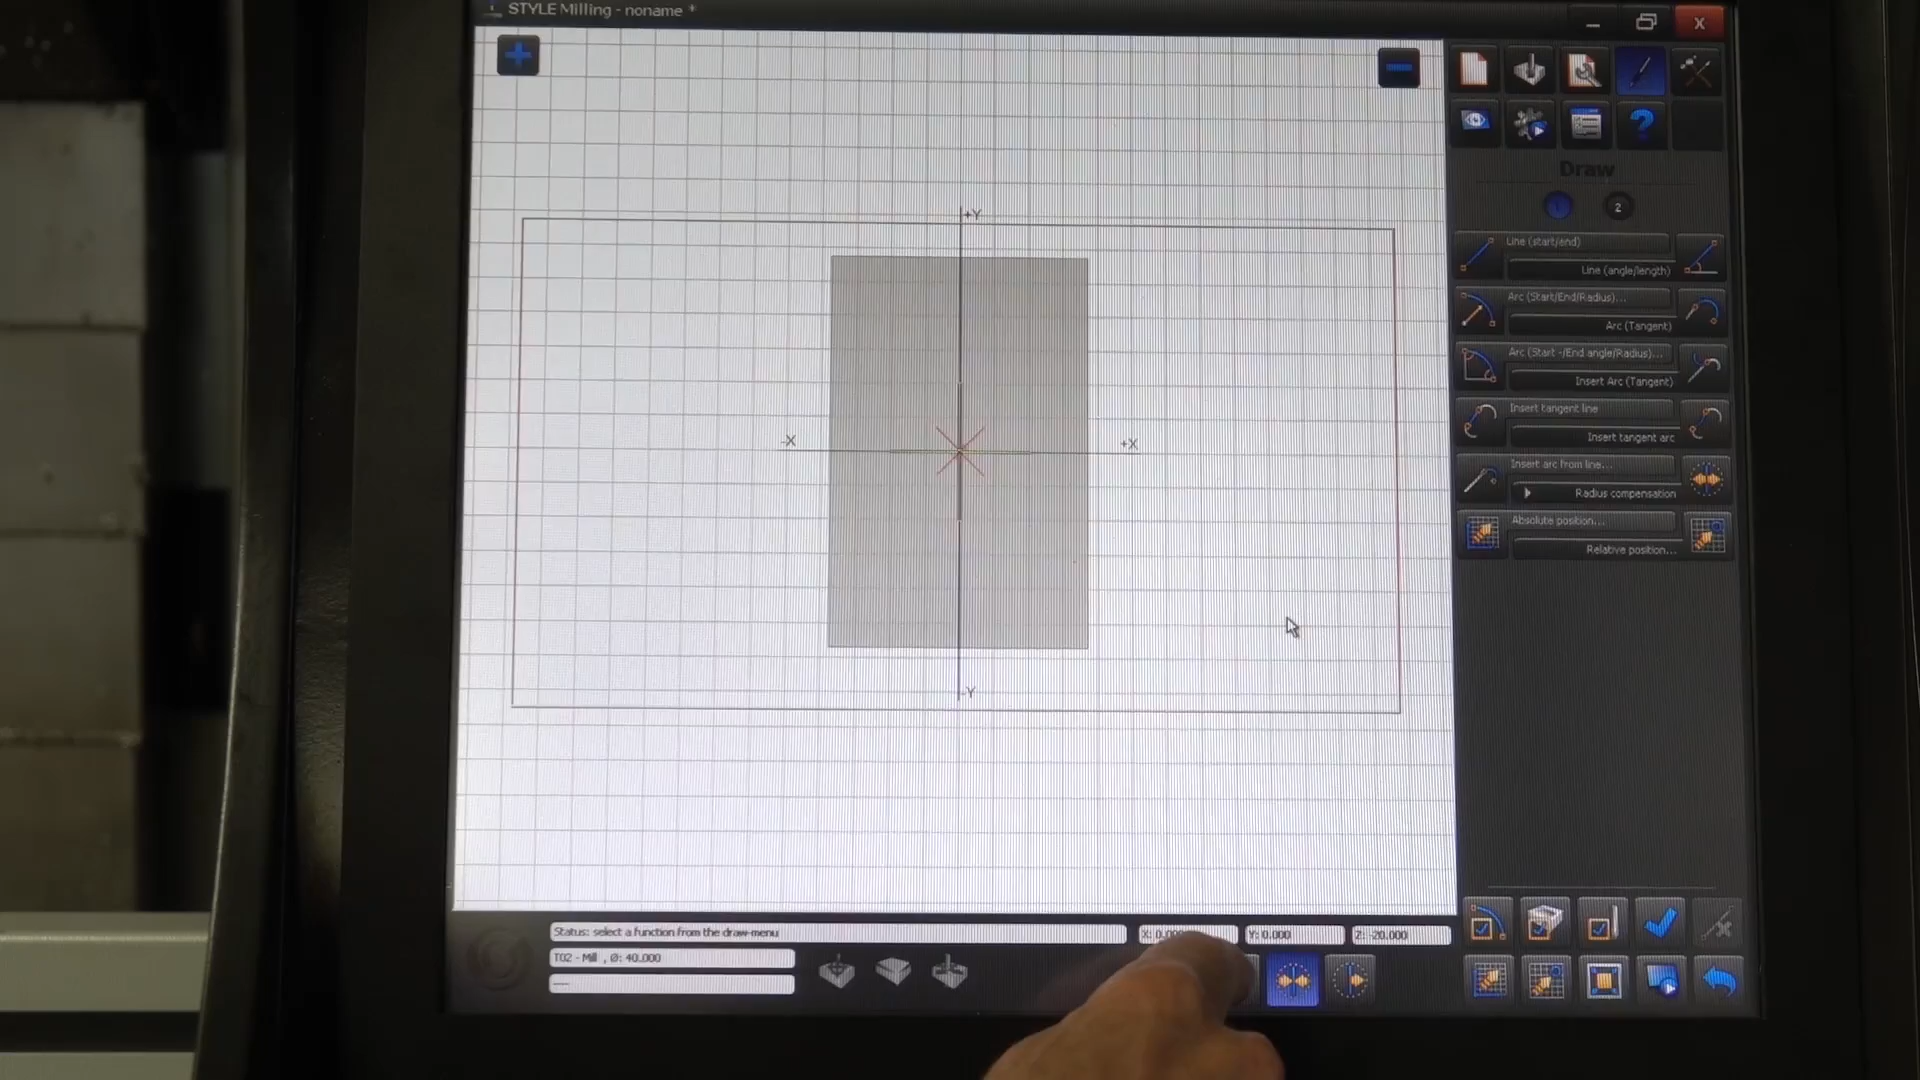 STYLE Milling - noname *
Draw
2
Line (start/end)
Line (angle/length)
Arc (Start/End/Radius)...
Arc (Tangent)
Arc (Start -/End angle/Radius)...
Insert Arc (Tangent)
Insert tangent line
Insert tangent arc
Insert arc from line...
Radius compensation
Absolute position...
Relative position...
+Y
-X
+X
-Y
Status: select a function from the draw-menu
X: 0.00
Y: 0.000
Z: -20.000
T02 - Mill , Ø: 40.000
---